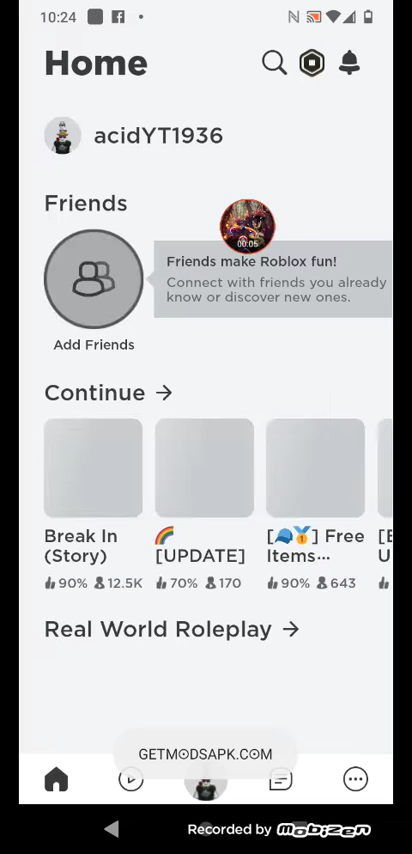 10:24
Home
acidYT1936
Friends
00:05
Friends make Roblox fun!
Connect with friends you already
know or discover new ones.
Add Friends
Continue →
Break In
(Story)
90% 12.5K
🌈
[UPDATE]
70% 170
[🧢🥇] Free
Items...
90% 643
[E
U
Real World Roleplay →
GETMODSAPK.COM
Recorded by Mobizen